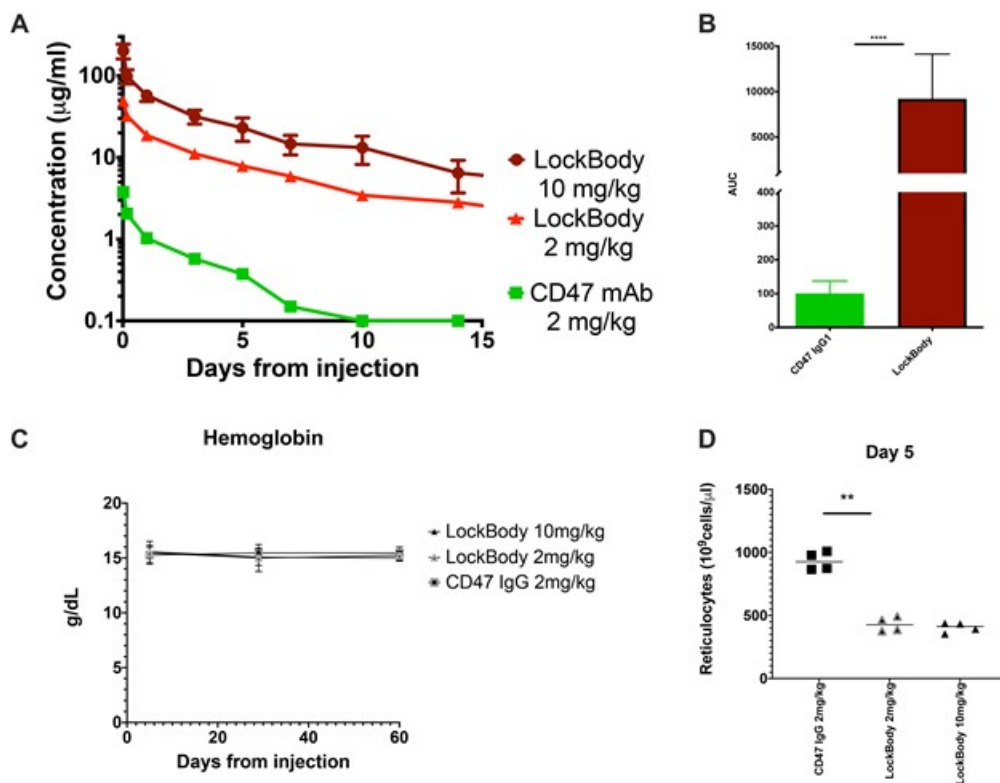 A
Concentration (μg/ml)
100
10
1
0.1
0
5
10
15
Days from injection
LockBody
10 mg/kg
LockBody
2 mg/kg
CD47 mAb
2 mg/kg
B
****
AUC
15000
10000
5000
400
300
200
100
0
CD47 IgG1
LockBody
C
Hemoglobin
g/dL
20
15
10
5
0
0
20
40
60
Days from injection
LockBody 10mg/kg
LockBody 2mg/kg
CD47 IgG 2mg/kg
D
Day 5
**
Reticulocytes (10⁹cells/μl)
1500
1000
500
0
CD47 IgG 2mg/kg
LockBody 2mg/kg
LockBody 10mg/kg